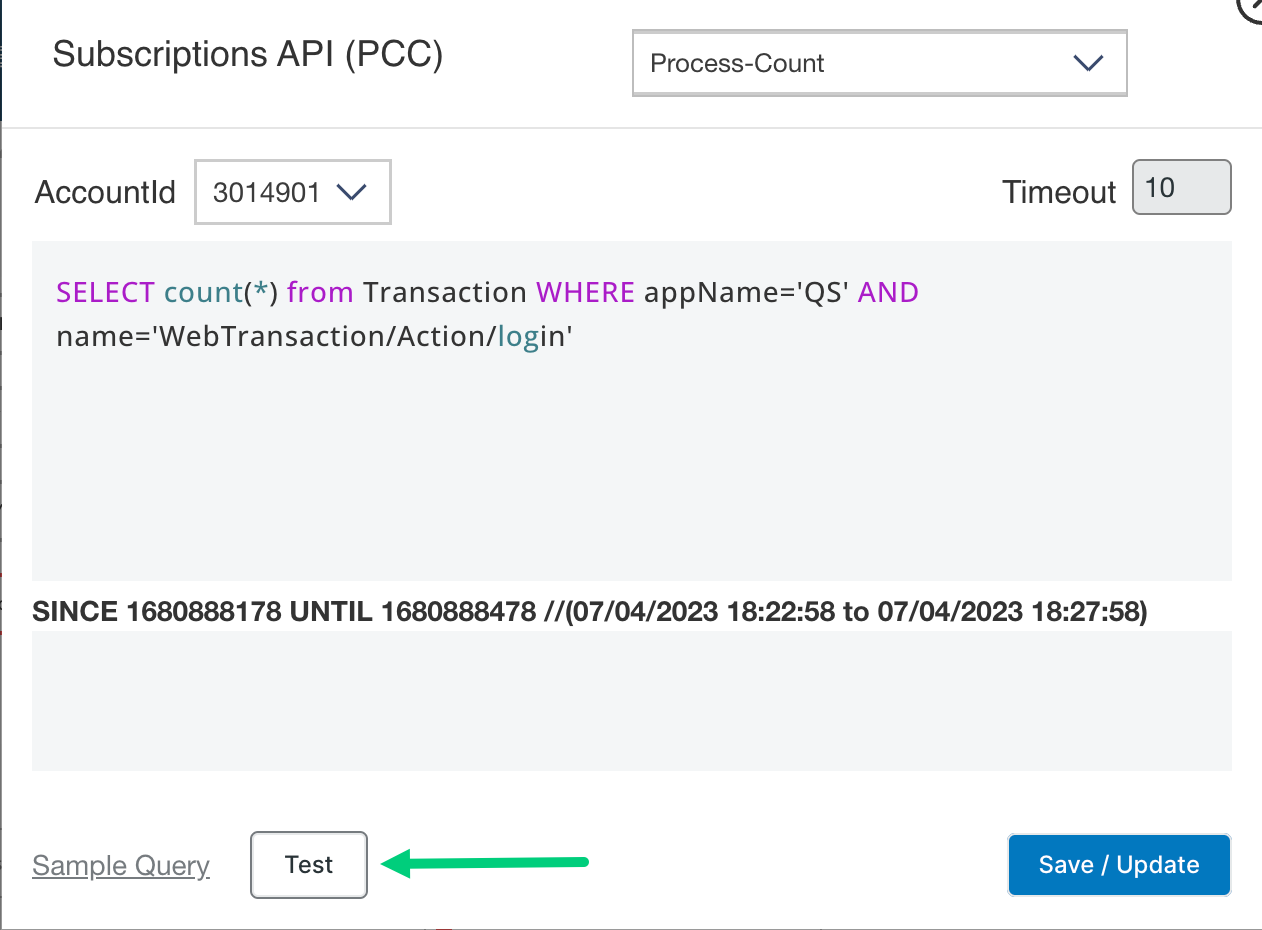 Subscriptions API (PCC)
Process-Count
AccountId
3014901
Timeout
10
SELECT count(*) from Transaction WHERE appName='QS' AND
name='WebTransaction/Action/login'
SINCE 1680888178 UNTIL 1680888478 //(07/04/2023 18:22:58 to 07/04/2023 18:27:58)
Sample Query
Test
Save / Update